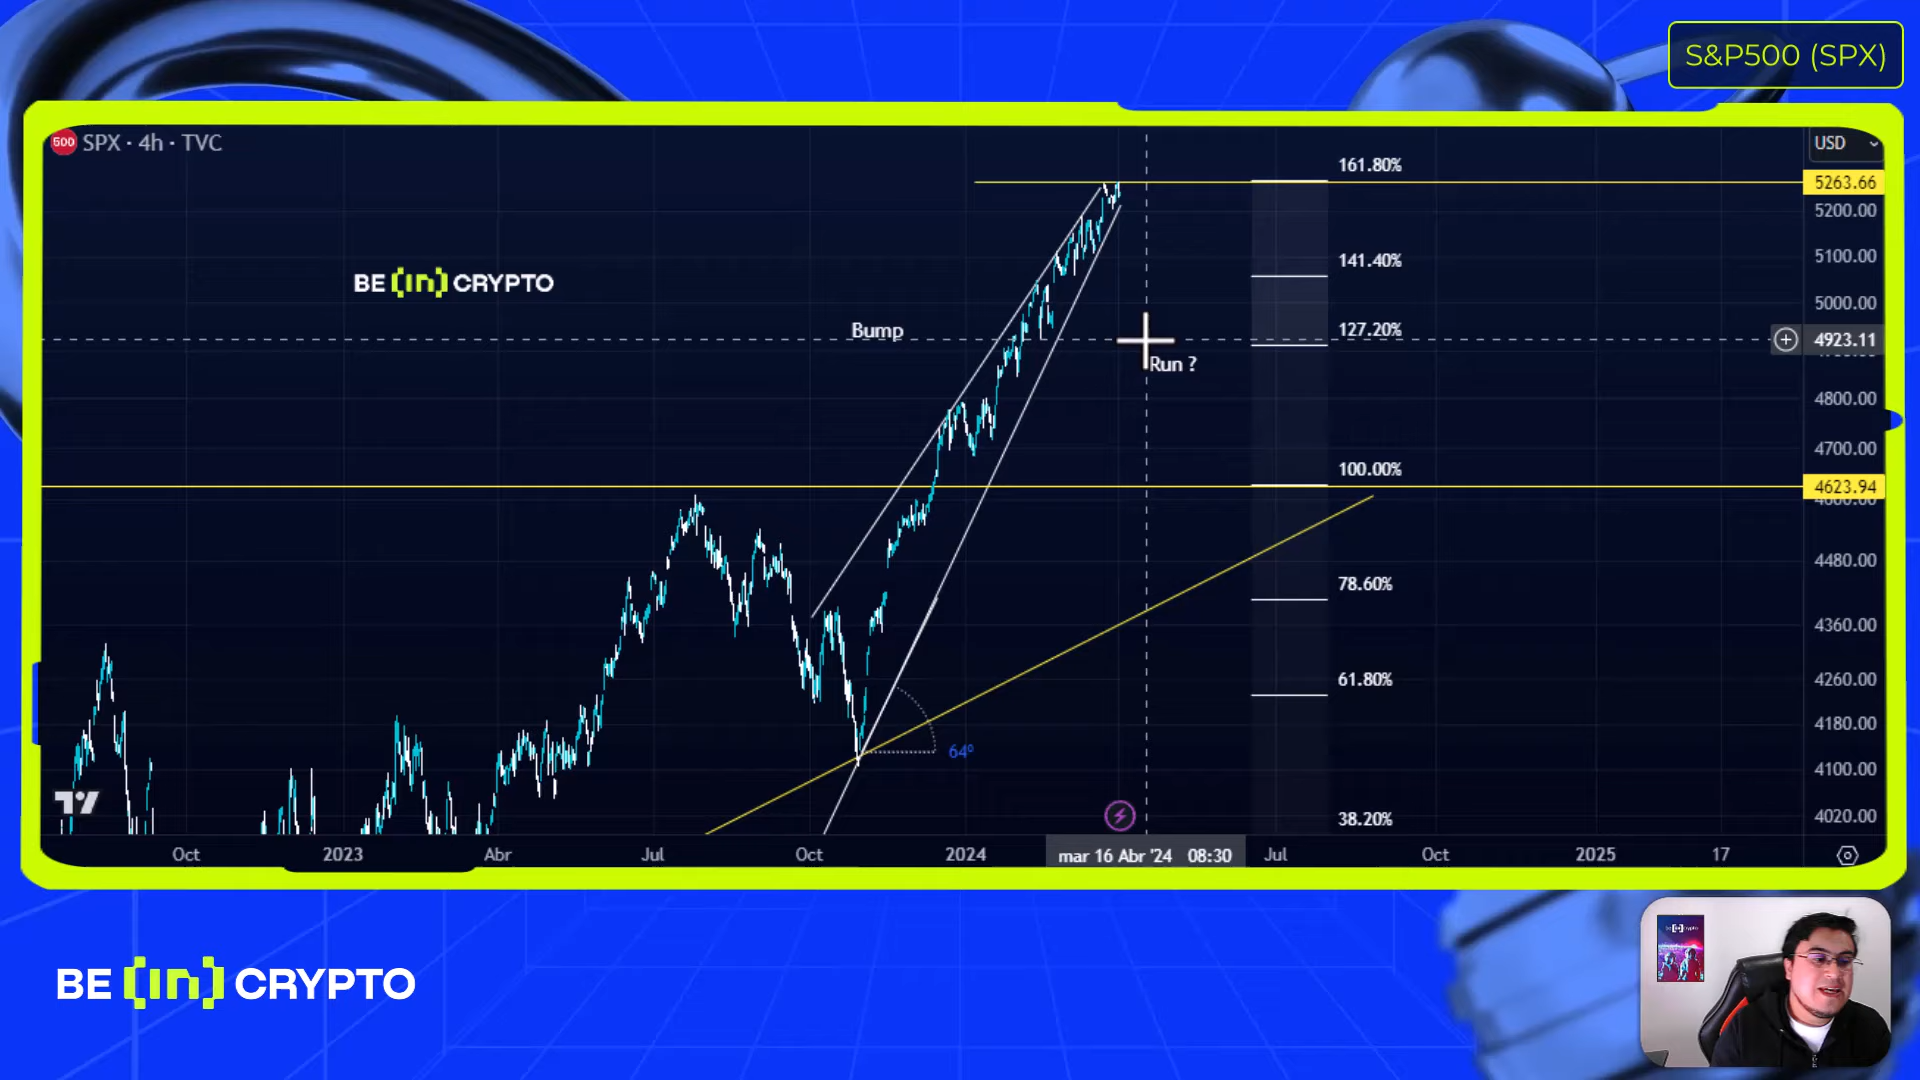 S&P500 (SPX)
500 SPX · 4h · TVC
USD
161.80%
5263.66
5200.00
141.40%
5100.00
BE [in] CRYPTO
5000.00
Bump
127.20%
4923.11
Run ?
4800.00
4700.00
100.00%
4623.94
4480.00
78.60%
4360.00
61.80%
4260.00
4180.00
64º
4100.00
38.20%
4020.00
Oct
2023
Abr
Jul
Oct
2024
mar 16 Abr '24 08:30
Jul
Oct
2025
17
BE [in] CRYPTO